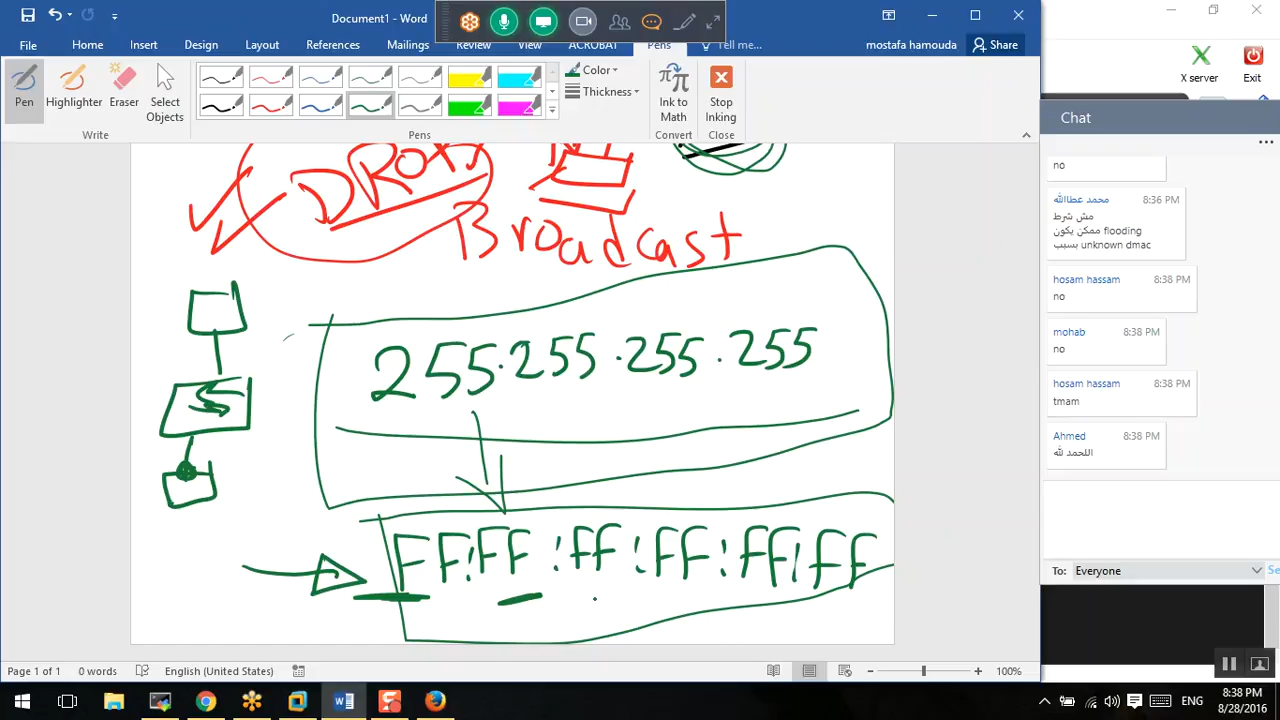 Document1 - Word
File Home Insert Design Layout References Mailings Review ACROBAT Pens Tell me... mostafa hamouda Share
Pen Highlighter Eraser Select Objects
Color
Thickness
Ink to Math
Stop Inking
Write Pens Convert Close
X server Exit
DROP
Broadcast
255.255.255.255
FF:FF:FF:FF:FF:FF
Chat
no
محمد عطاالله 8:36 PM
مش شرط
ممكن يكون flooding
بسبب unknown dmac
hosam hassam 8:38 PM
no
mohab 8:38 PM
no
hosam hassam 8:38 PM
tmam
Ahmed 8:38 PM
اللحمد لله
To: Everyone Se
Page 1 of 1 0 words English (United States) 100%
ENG 8:38 PM
8/28/2016